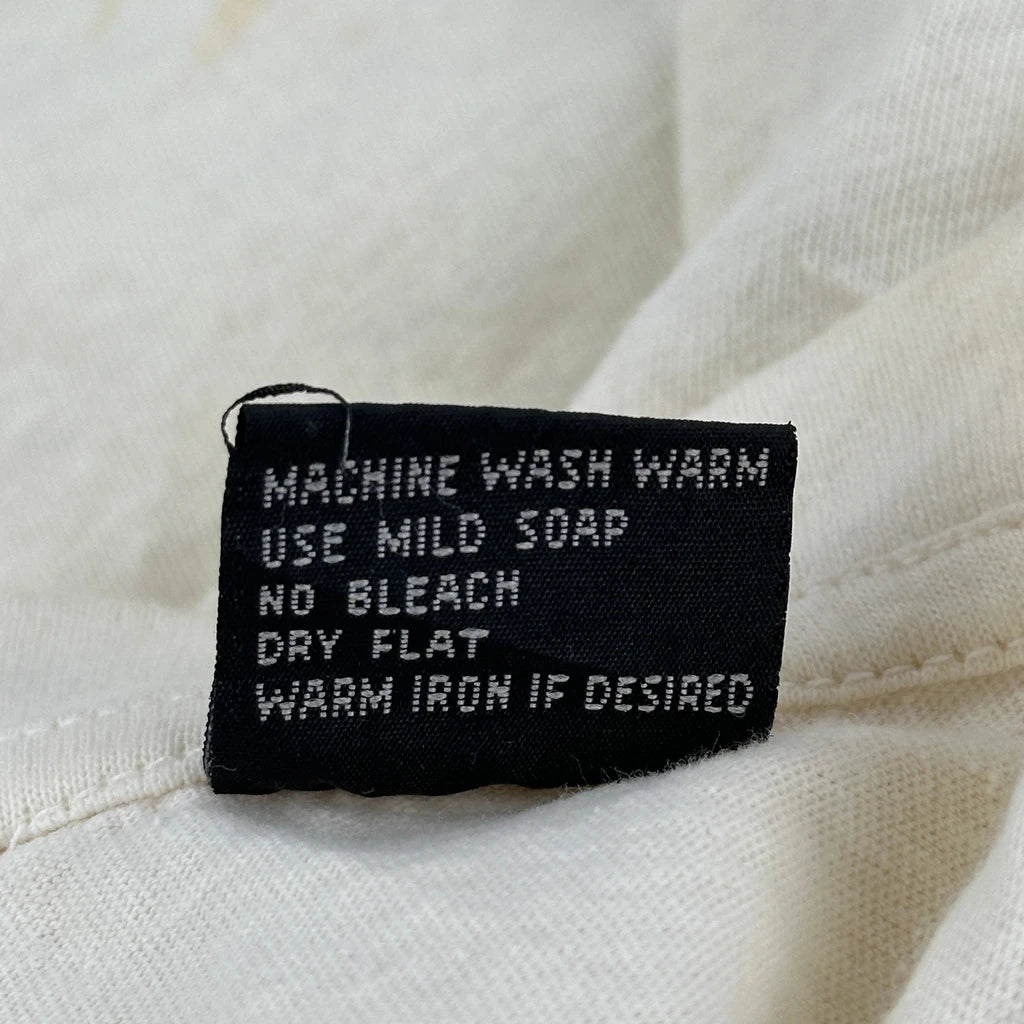 MACHINE WASH WARM
USE MILD SOAP
NO BLEACH
DRY FLAT
WARM IRON IF DESIRED